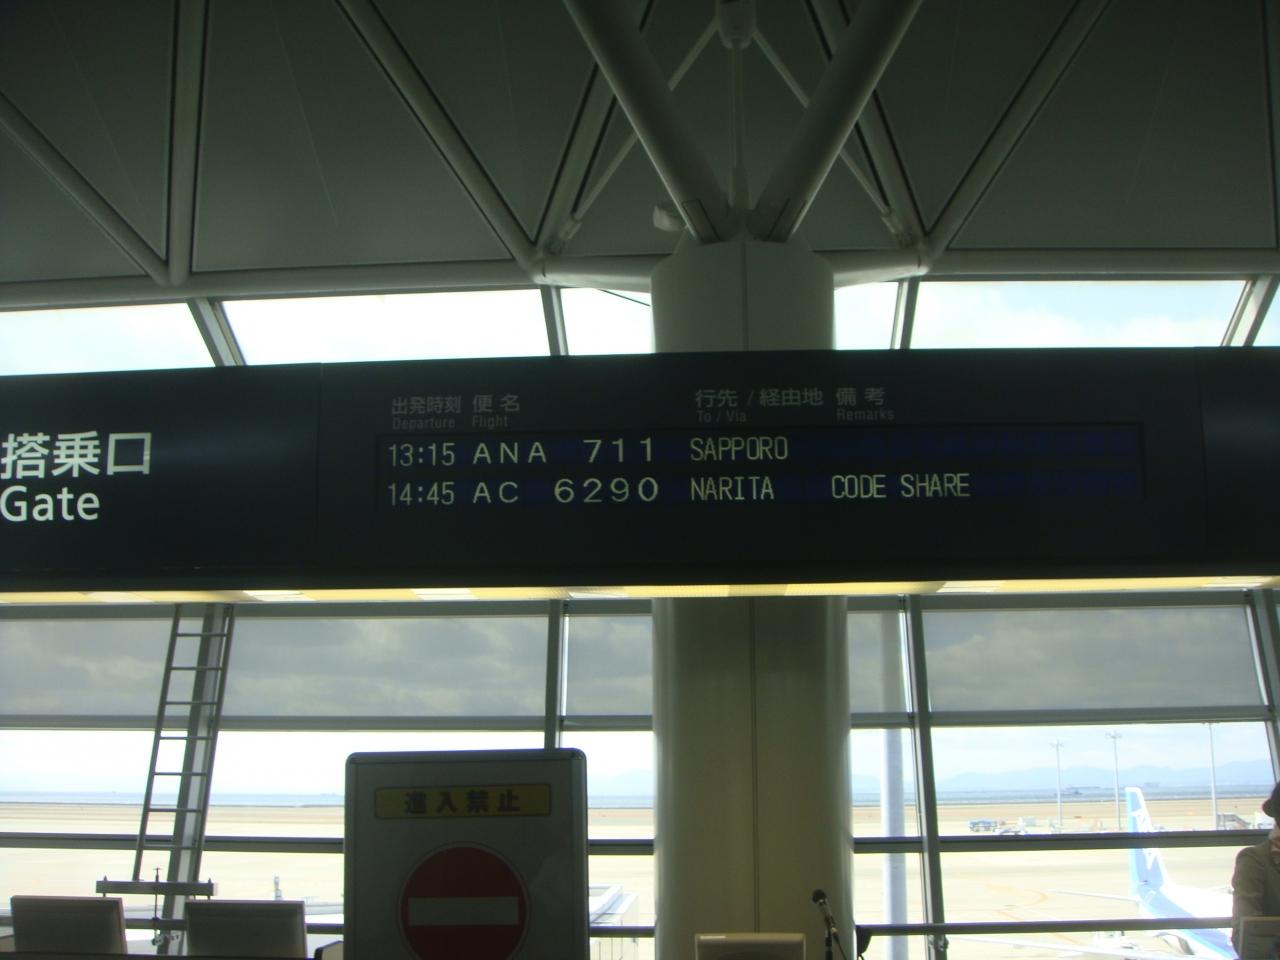 搭乗口
Gate
出発時刻 便名 行先/経由地 備考
Departure Flight To / Via Remarks
13:15 ANA 711 SAPPORO
14:45 AC 6290 NARITA CODE SHARE
進入禁止